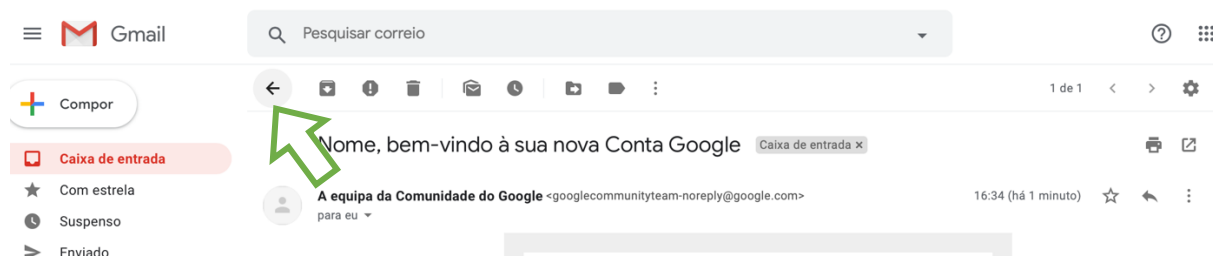 Gmail
Pesquisar correio
Compor
1 de 1
Nome, bem-vindo à sua nova Conta Google Caixa de entrada ×
Caixa de entrada
Com estrela
A equipa da Comunidade do Google <googlecommunityteam-noreply@google.com> 16:34 (há 1 minuto)
para eu
Suspenso
Enviado